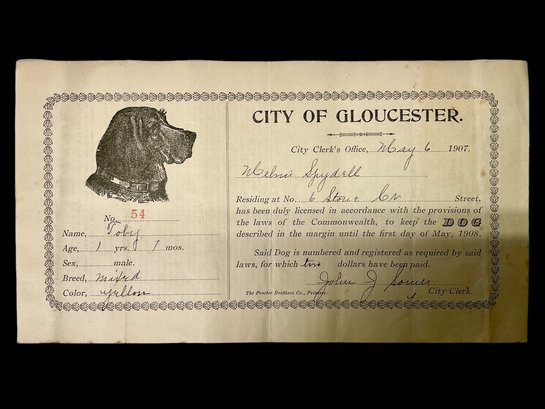 No. 54
Name, Toby
Age, 1 yrs. 7 mos.
Sex, male.
Breed, mixed
Color, yellow
CITY OF GLOUCESTER.
City Clerk's Office, May 6 1907.
Spydell
Residing at No. 6 Stone Street,
has been duly licensed in accordance with the provisions of
the laws of the Commonwealth, to keep the DOG
described in the margin until the first day of May, 1908.
Said Dog is numbered and registered as required by said
laws, for which two dollars have been paid.
John J Somes
The Procter Brothers Co., Printers. City Clerk.